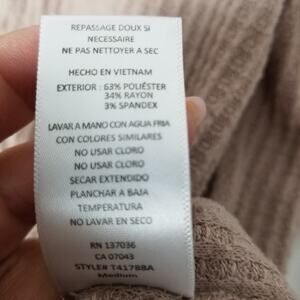 REPASSAGE DOUX SI
NECESSAIRE
NE PAS NETTOYER A SEC
HECHO EN VIETNAM
EXTERIOR : 63% POLIÉSTER
34% RAYON
3% SPANDEX
LAVAR A MANO CON AGUA FRIA
CON COLORES SIMILARES
NO USAR CLORO
NO USAR CLORO
SECAR EXTENDIDO
PLANCHAR A BAJA
TEMPERATURA
NO LAVAR EN SECO
RN 137036
CA 07043
STYLE# T4178BA
Medium